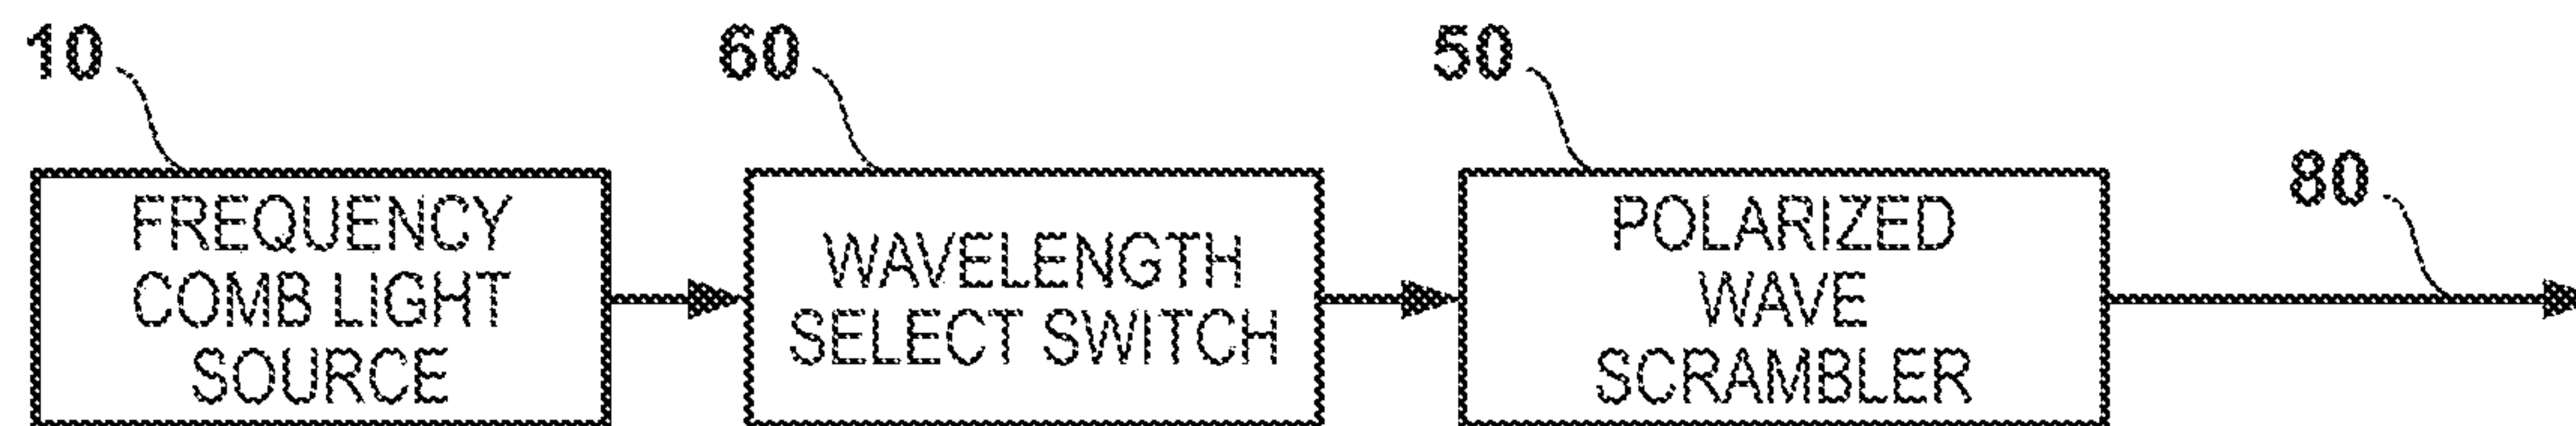 10
60
50
80
FREQUENCY
COMB LIGHT
SOURCE
WAVELENGTH
SELECT SWITCH
POLARIZED
WAVE
SCRAMBLER